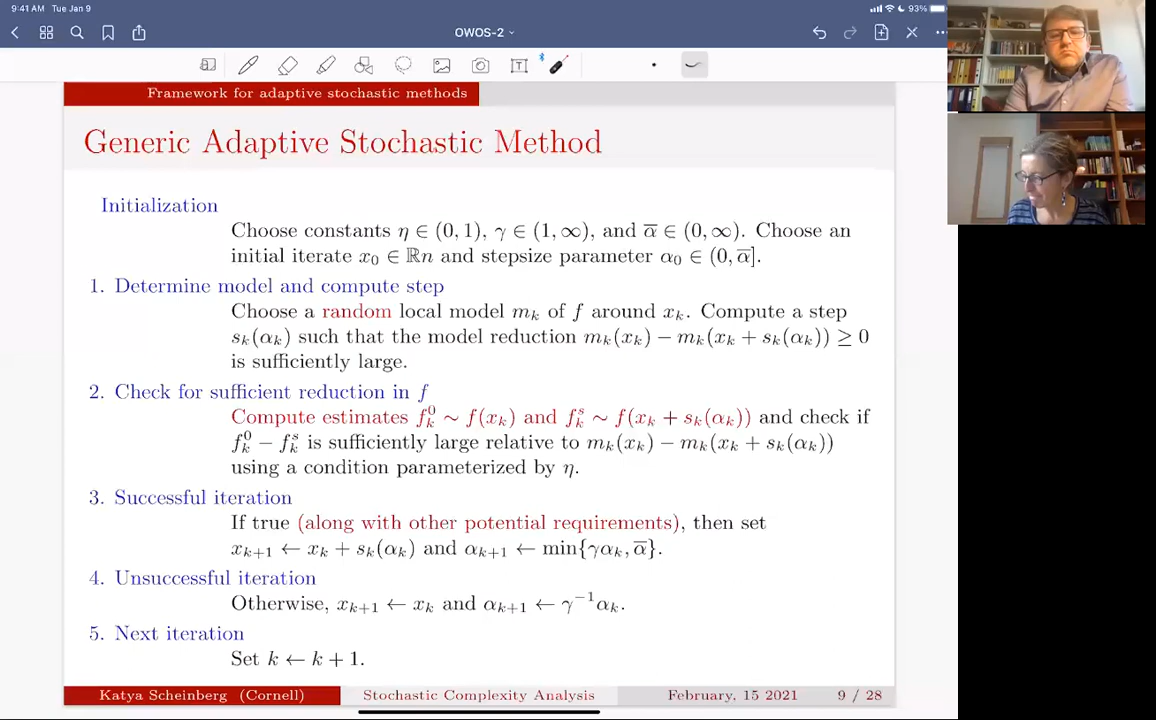 9:41 AM Tue Jan 9
93%
OWOS-2
Framework for adaptive stochastic methods
Generic Adaptive Stochastic Method
Initialization
Choose constants η ∈ (0, 1), γ ∈ (1, ∞), and α̅ ∈ (0, ∞). Choose an
initial iterate x₀ ∈ ℝn and stepsize parameter α₀ ∈ (0, α̅].
1. Determine model and compute step
Choose a random local model mₖ of f around xₖ. Compute a step
sₖ(αₖ) such that the model reduction mₖ(xₖ) − mₖ(xₖ + sₖ(αₖ)) ≥ 0
is sufficiently large.
2. Check for sufficient reduction in f
Compute estimates fₖ⁰ ∼ f(xₖ) and fₖˢ ∼ f(xₖ + sₖ(αₖ)) and check if
fₖ⁰ − fₖˢ is sufficiently large relative to mₖ(xₖ) − mₖ(xₖ + sₖ(αₖ))
using a condition parameterized by η.
3. Successful iteration
If true (along with other potential requirements), then set
xₖ₊₁ ← xₖ + sₖ(αₖ) and αₖ₊₁ ← min{γαₖ, α̅}.
4. Unsuccessful iteration
Otherwise, xₖ₊₁ ← xₖ and αₖ₊₁ ← γ⁻¹αₖ.
5. Next iteration
Set k ← k + 1.
Katya Scheinberg (Cornell) Stochastic Complexity Analysis February, 15 2021 9 / 28